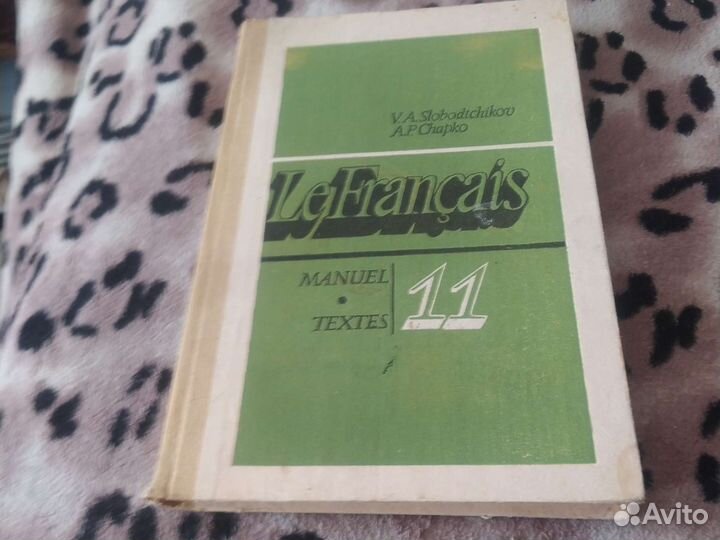 V.A.Slobodtchikov
A.P.Chapko
Le Français
MANUEL
•
TEXTES
11
Avito